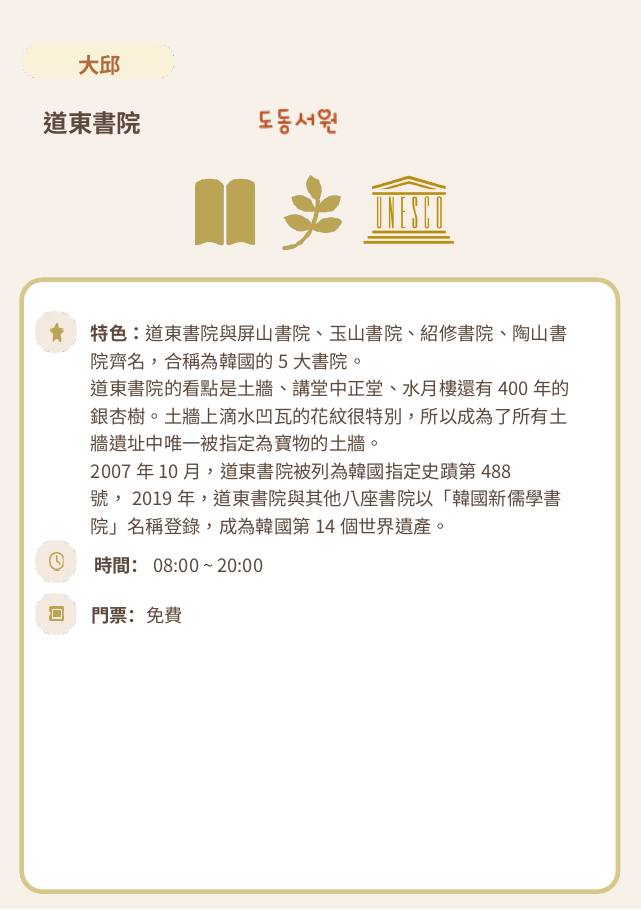 大邱
道東書院 도동서원
UNESCO
特色：道東書院與屏山書院、玉山書院、紹修書院、陶山書
院齊名，合稱為韓國的 5 大書院。
道東書院的看點是土牆、講堂中正堂、水月樓還有 400 年的
銀杏樹。土牆上滴水凹瓦的花紋很特別，所以成為了所有土
牆遺址中唯一被指定為寶物的土牆。
2007 年 10 月，道東書院被列為韓國指定史蹟第 488
號， 2019 年，道東書院與其他八座書院以「韓國新儒學書
院」名稱登錄，成為韓國第 14 個世界遺產。
時間： 08:00 ~ 20:00
門票：免費